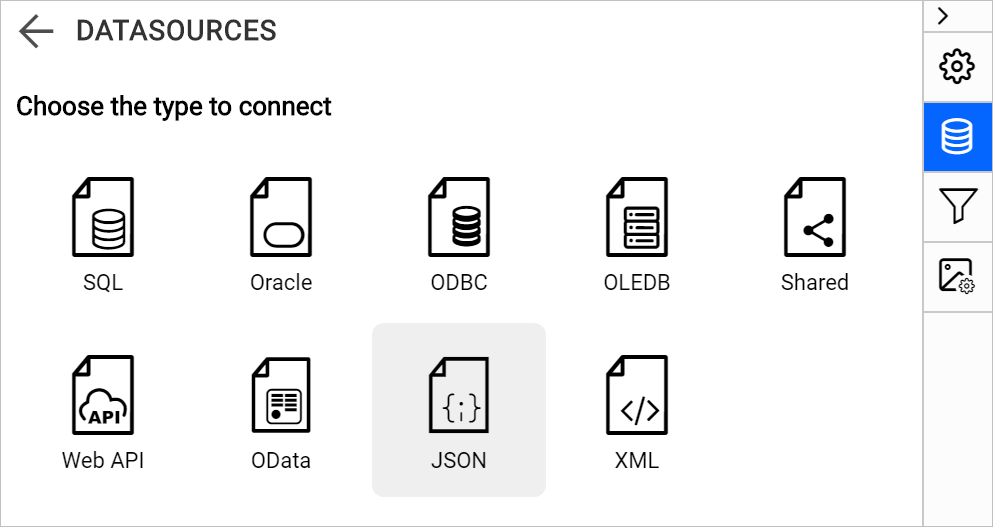 DATASOURCES
Choose the type to connect
SQL Oracle ODBC OLEDB Shared
API
Web API OData JSON XML